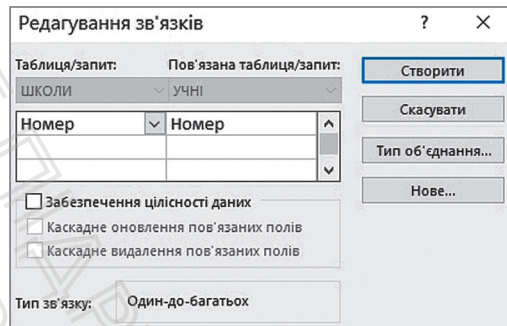 Редагування зв'язків ? ×
Таблиця/запит: Пов'язана таблиця/запит:
ШКОЛИ УЧНІ
Номер Номер
Забезпечення цілісності даних
Каскадне оновлення пов'язаних полів
Каскадне видалення пов'язаних полів
Тип зв'язку: Один-до-багатьох
Створити
Скасувати
Тип об'єднання...
Нове...